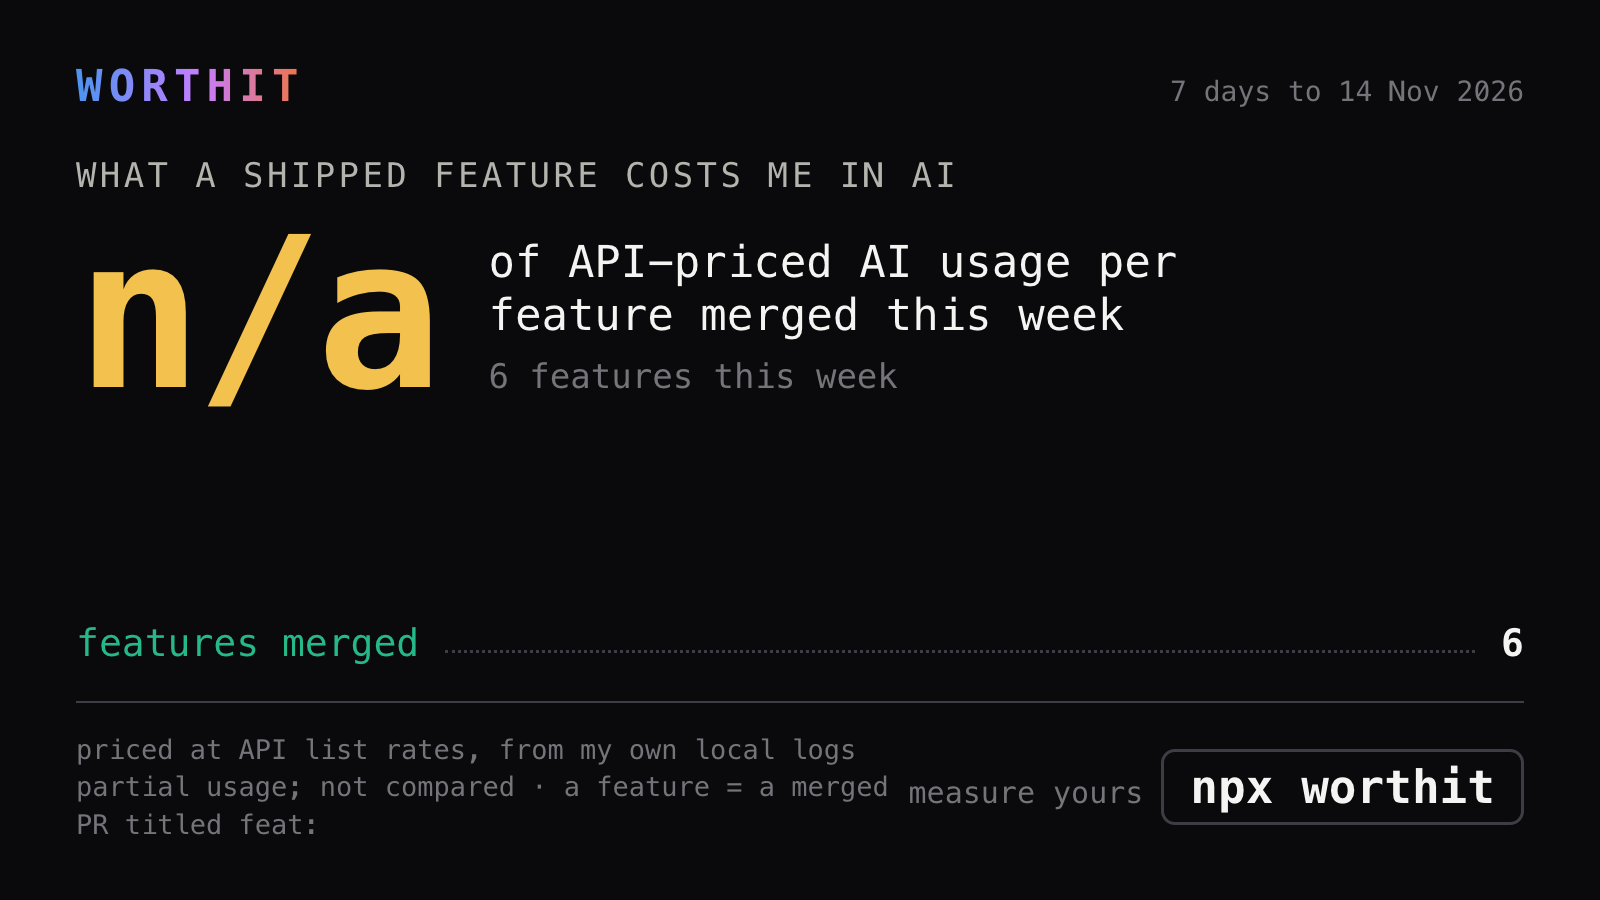 WORTHIT
7 days to 14 Nov 2026
WHAT A SHIPPED FEATURE COSTS ME IN AI
n/a
of API−priced AI usage per
feature merged this week
6 features this week
features merged 6
priced at API list rates, from my own local logs
partial usage; not compared · a feature = a merged
PR titled feat:
measure yours
npx worthit